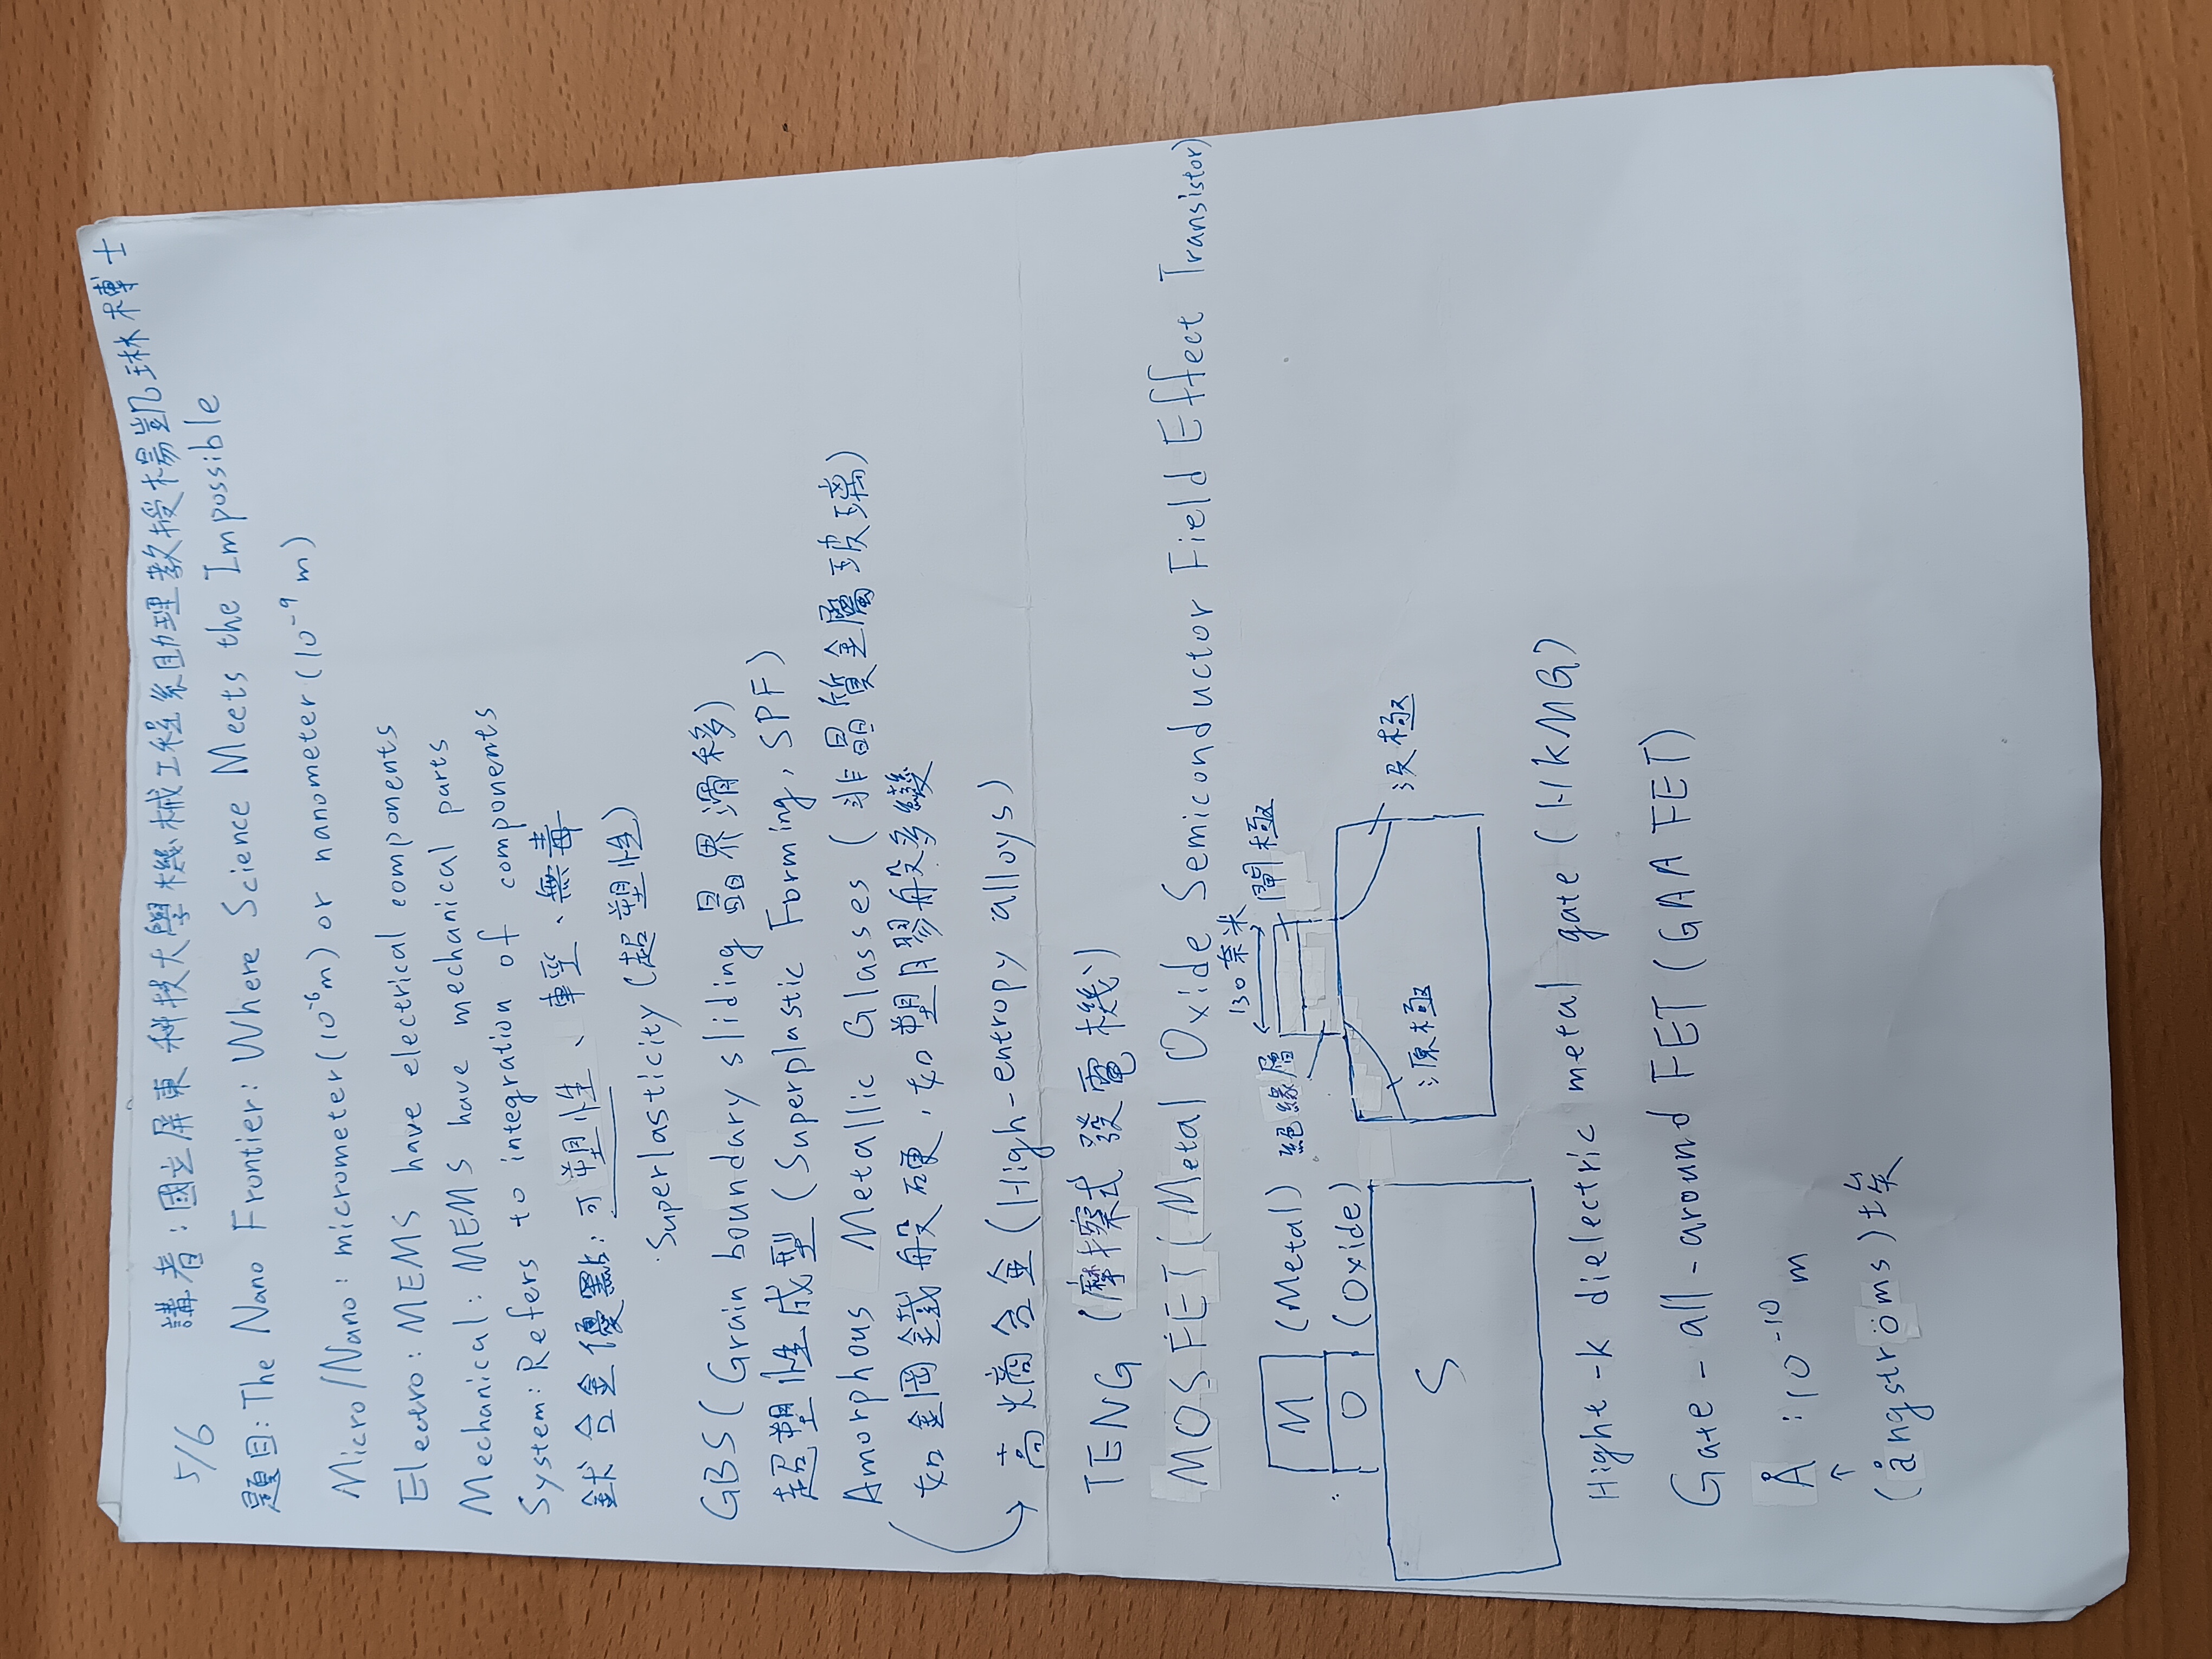 5/6 講者:國立屏東科技大學機械工程系助理教授楊凱琳博士
題目:The Nano Frontier: Where Science Meets the Impossible
Micro/Nano: micrometer(10⁻⁶m) or nanometer(10⁻⁹m)
Electro: MEMS have electrical components
Mechanical: MEMS have mechanical parts
System: Refers to integration of components
鈦合金優點:可塑性、輕、無毒
Superlasticity(超塑性)
GBS(Grain boundary sliding 晶界滑移)
超塑性成型(Superplastic Forming, SPF)
Amorphous Metallic Glasses(非晶質金屬玻璃)
如鋼鐵般硬,如塑膠般多變
→高熵合金(High-entropy alloys)
TENG(摩擦式發電機)
MOSFET(Metal Oxide Semiconductor Field Effect Transistor)
130奈米
M (Metal) 絕緣層 閘極
O (Oxide)
S 源極 汲極
Hight-k dielectric metal gate(HKMG)
Gate-all-around FET(GAA FET)
Å:10⁻¹⁰m
↑
(ångströms)埃